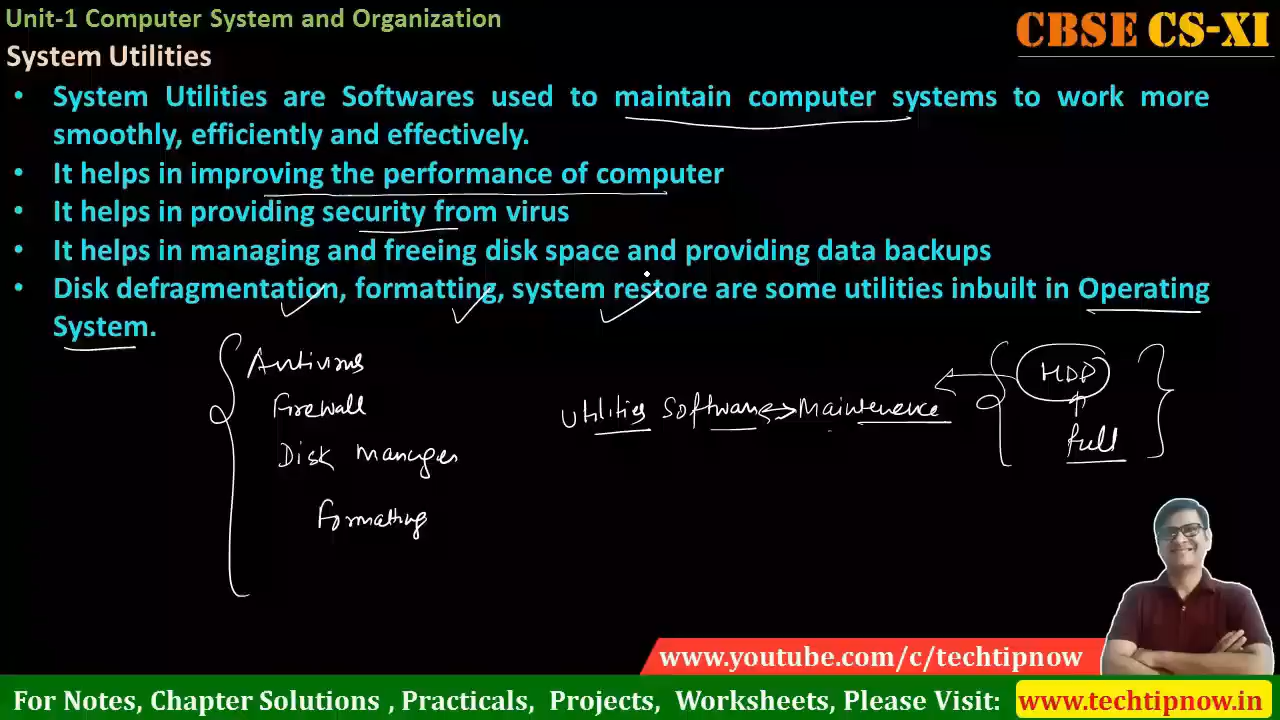 Unit-1 Computer System and Organization
CBSE CS-XI
System Utilities
• System Utilities are Softwares used to maintain computer systems to work more
smoothly, efficiently and effectively.
• It helps in improving the performance of computer
• It helps in providing security from virus
• It helps in managing and freeing disk space and providing data backups
• Disk defragmentation, formatting, system restore are some utilities inbuilt in Operating
System.
Antivirus
Firewall
Disk Manager
Formatting
Utilities Software Maintenence
HDD
full
www.youtube.com/c/techtipnow
For Notes, Chapter Solutions , Practicals, Projects, Worksheets, Please Visit: www.techtipnow.in